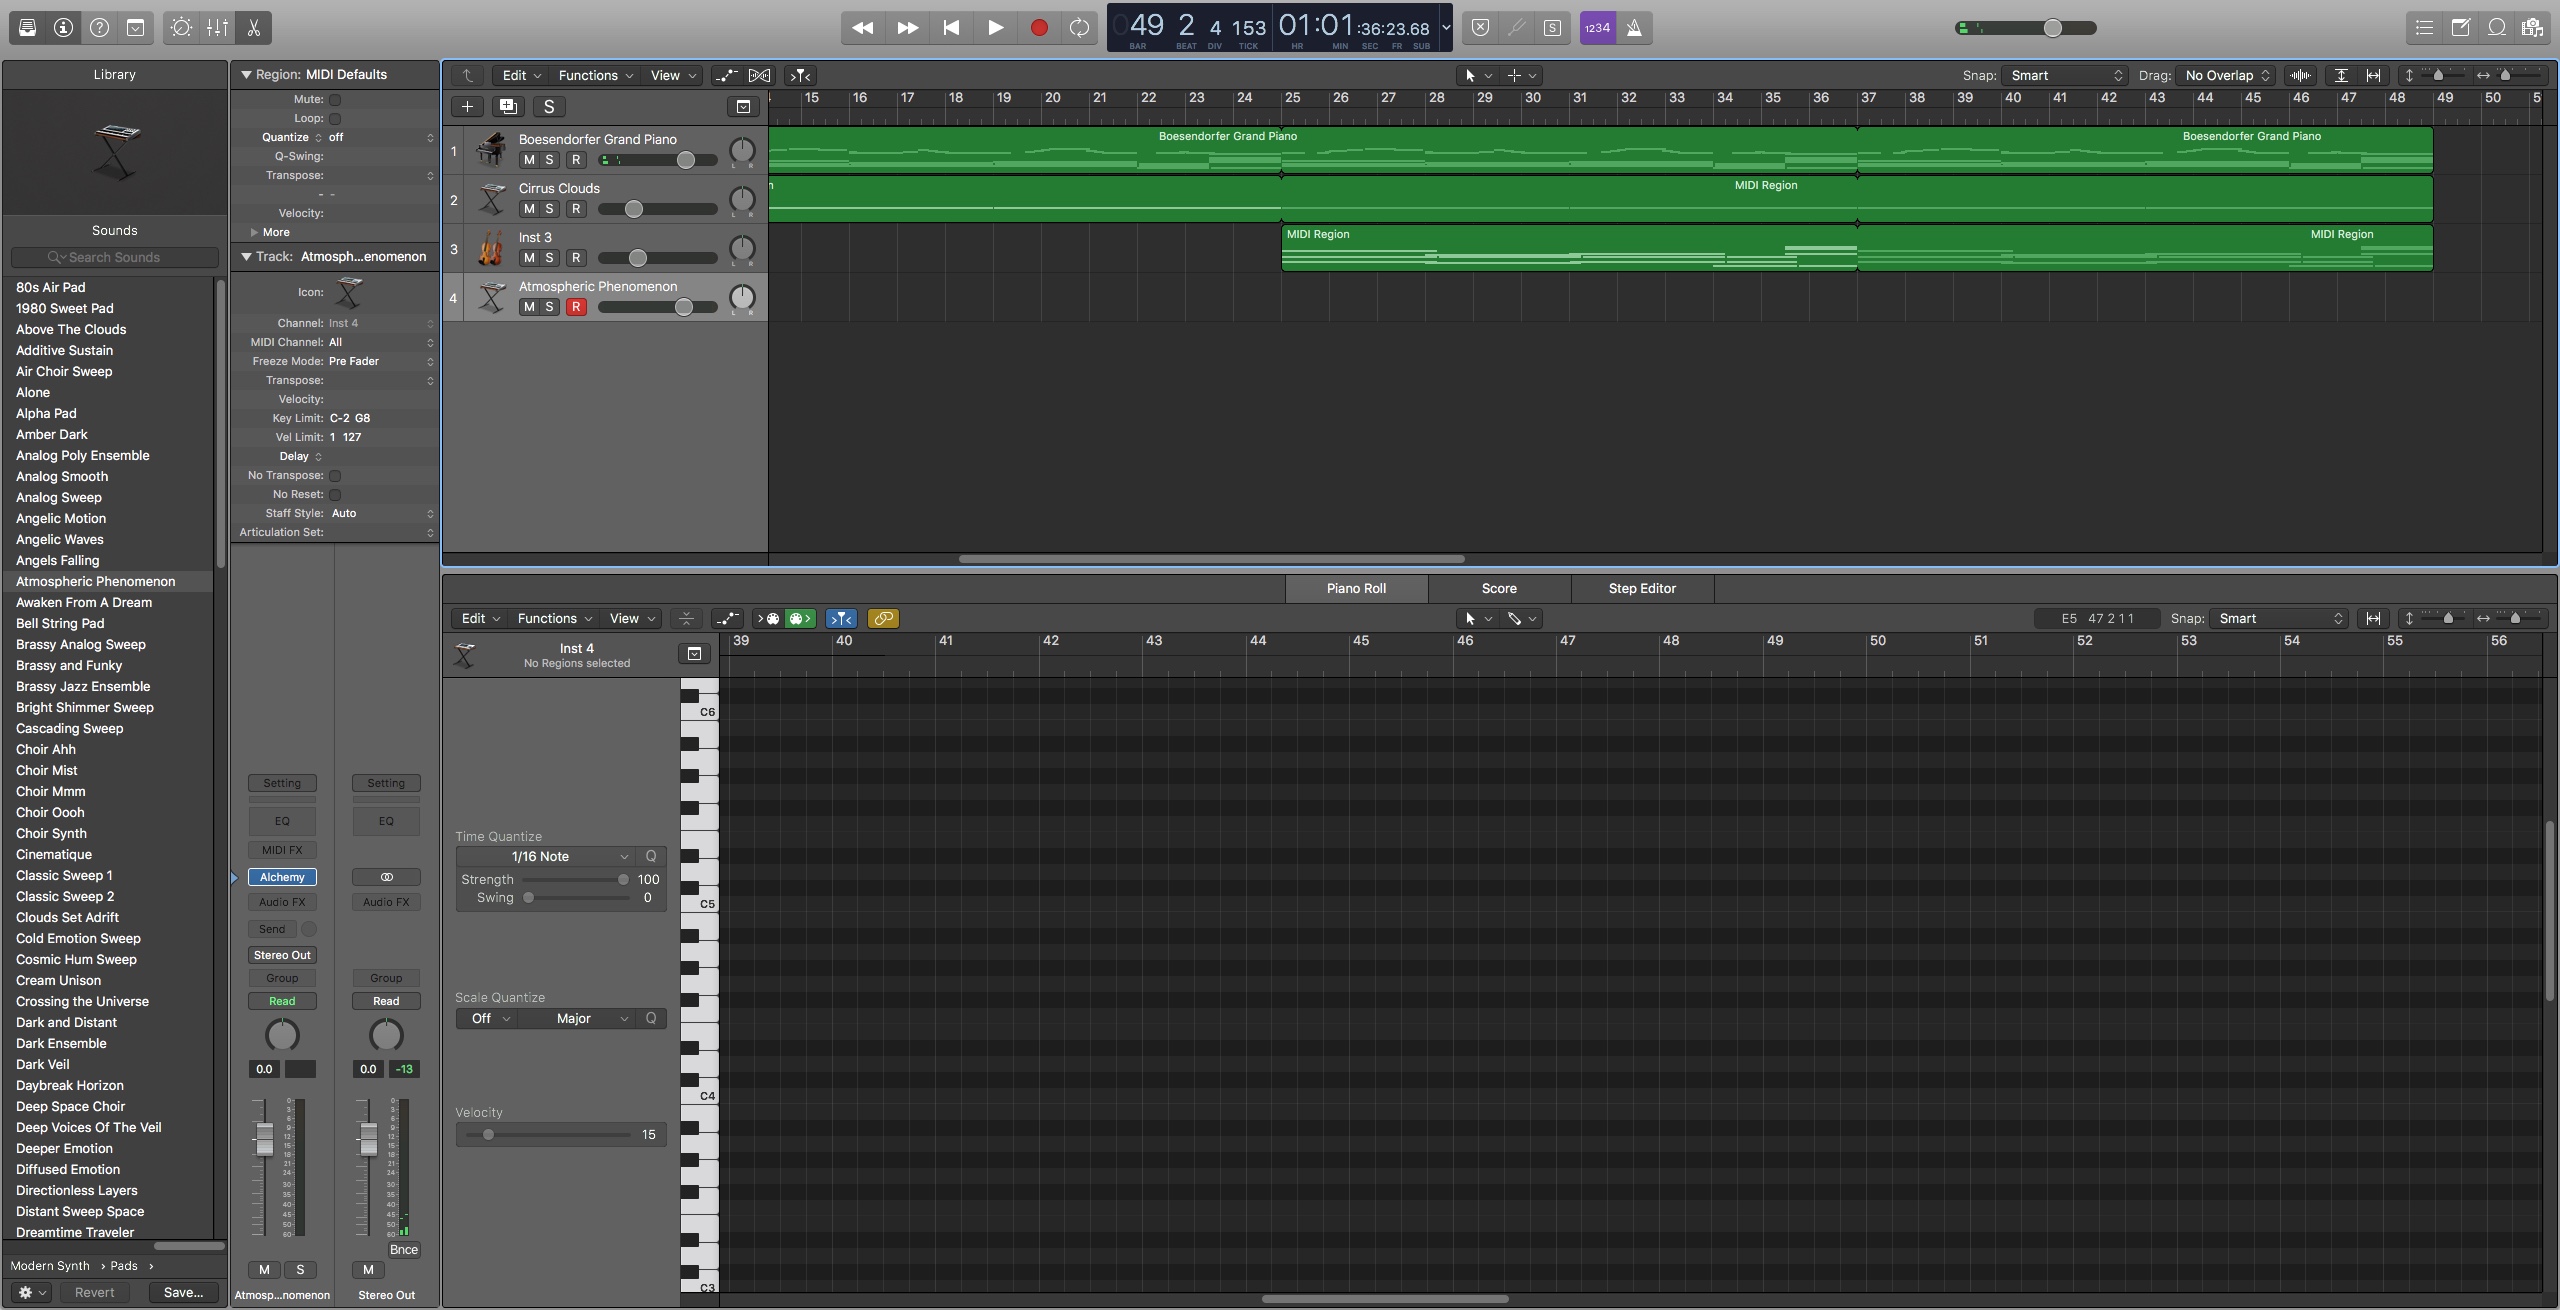 49 2 4 153 01:01:36:23.68
BAR BEAT DIV TICK HR MIN SEC FR SUB
S
1234
Library
Sounds
Search Sounds
80s Air Pad
1980 Sweet Pad
Above The Clouds
Additive Sustain
Air Choir Sweep
Alone
Alpha Pad
Amber Dark
Analog Poly Ensemble
Analog Smooth
Analog Sweep
Angelic Motion
Angelic Waves
Angels Falling
Atmospheric Phenomenon
Awaken From A Dream
Bell String Pad
Brassy Analog Sweep
Brassy and Funky
Brassy Jazz Ensemble
Bright Shimmer Sweep
Cascading Sweep
Choir Ahh
Choir Mist
Choir Mmm
Choir Oooh
Choir Synth
Cinematique
Classic Sweep 1
Classic Sweep 2
Clouds Set Adrift
Cold Emotion Sweep
Cosmic Hum Sweep
Cream Unison
Crossing the Universe
Dark and Distant
Dark Ensemble
Dark Veil
Daybreak Horizon
Deep Space Choir
Deep Voices Of The Veil
Deeper Emotion
Diffused Emotion
Directionless Layers
Distant Sweep Space
Dreamtime Traveler
Modern Synth > Pads >
Revert Save...
Region: MIDI Defaults
Mute:
Loop:
Quantize off
Q-Swing:
Transpose:
- -
Velocity:
More
Track: Atmosph...enomenon
Icon:
Channel: Inst 4
MIDI Channel: All
Freeze Mode: Pre Fader
Transpose:
Velocity:
Key Limit: C-2 G8
Vel Limit: 1 127
Delay
No Transpose:
No Reset:
Staff Style: Auto
Articulation Set:
Setting Setting
EQ EQ
MIDI FX
Alchemy
Audio FX Audio FX
Send
Stereo Out
Group Group
Read Read
0.0 0.0 -13
Bnce
M S M
Atmosp...nomenon Stereo Out
Edit Functions View
Snap: Smart Drag: No Overlap
S
15 16 17 18 19 20 21 22 23 24 25 26 27 28 29 30 31 32 33 34 35 36 37 38 39 40 41 42 43 44 45 46 47 48 49 50 5
1 Boesendorfer Grand Piano
M S R
L R
Boesendorfer Grand Piano Boesendorfer Grand Piano
2 Cirrus Clouds
M S R
L R
n MIDI Region
3 Inst 3
M S R
L R
MIDI Region MIDI Region
4 Atmospheric Phenomenon
M S R
L R
Piano Roll Score Step Editor
Edit Functions View
E5 47 2 1 1 Snap: Smart
Inst 4
No Regions selected
39 40 41 42 43 44 45 46 47 48 49 50 51 52 53 54 55 56
Time Quantize
1/16 Note Q
Strength 100
Swing 0
Scale Quantize
Off Major Q
Velocity
15
C6
C5
C4
C3